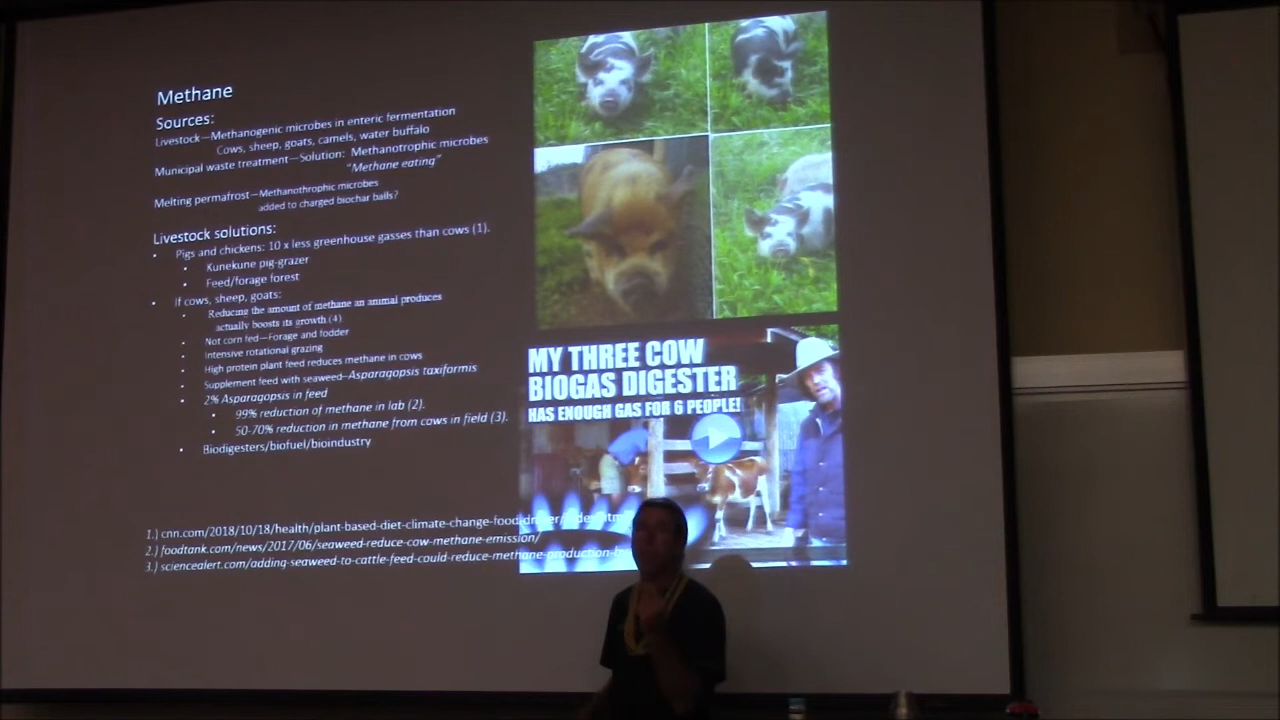 Methane
Sources:
Livestock—Methanogenic microbes in enteric fermentation
Cows, sheep, goats, camels, water buffalo
Municipal waste treatment—Solution: Methanotrophic microbes
"Methane eating"
Melting permafrost—Methanothrophic microbes
added to charged biochar balls?
Livestock solutions:
• Pigs and chickens: 10 x less greenhouse gasses than cows (1).
• Kunekune pig-grazer
• Feed/forage forest
• If cows, sheep, goats:
• Reducing the amount of methane an animal produces
actually boosts its growth (4)
• Not corn fed—Forage and fodder
• Intensive rotational grazing
• High protein plant feed reduces methane in cows
• Supplement feed with seaweed—Asparagopsis taxiformis
• 2% Asparagopsis in feed
• 99% reduction of methane in lab (2).
• 50-70% reduction in methane from cows in field (3).
• Biodigesters/biofuel/bioindustry
1.) cnn.com/2018/10/18/health/plant-based-diet-climate-change-food
2.) foodtank.com/news/2017/06/seaweed-reduce-cow-methane-emission/
3.) sciencealert.com/adding-seaweed-to-cattle-feed-could-reduce-methane-production-b
MY THREE COW
BIOGAS DIGESTER
HAS ENOUGH GAS FOR 6 PEOPLE!